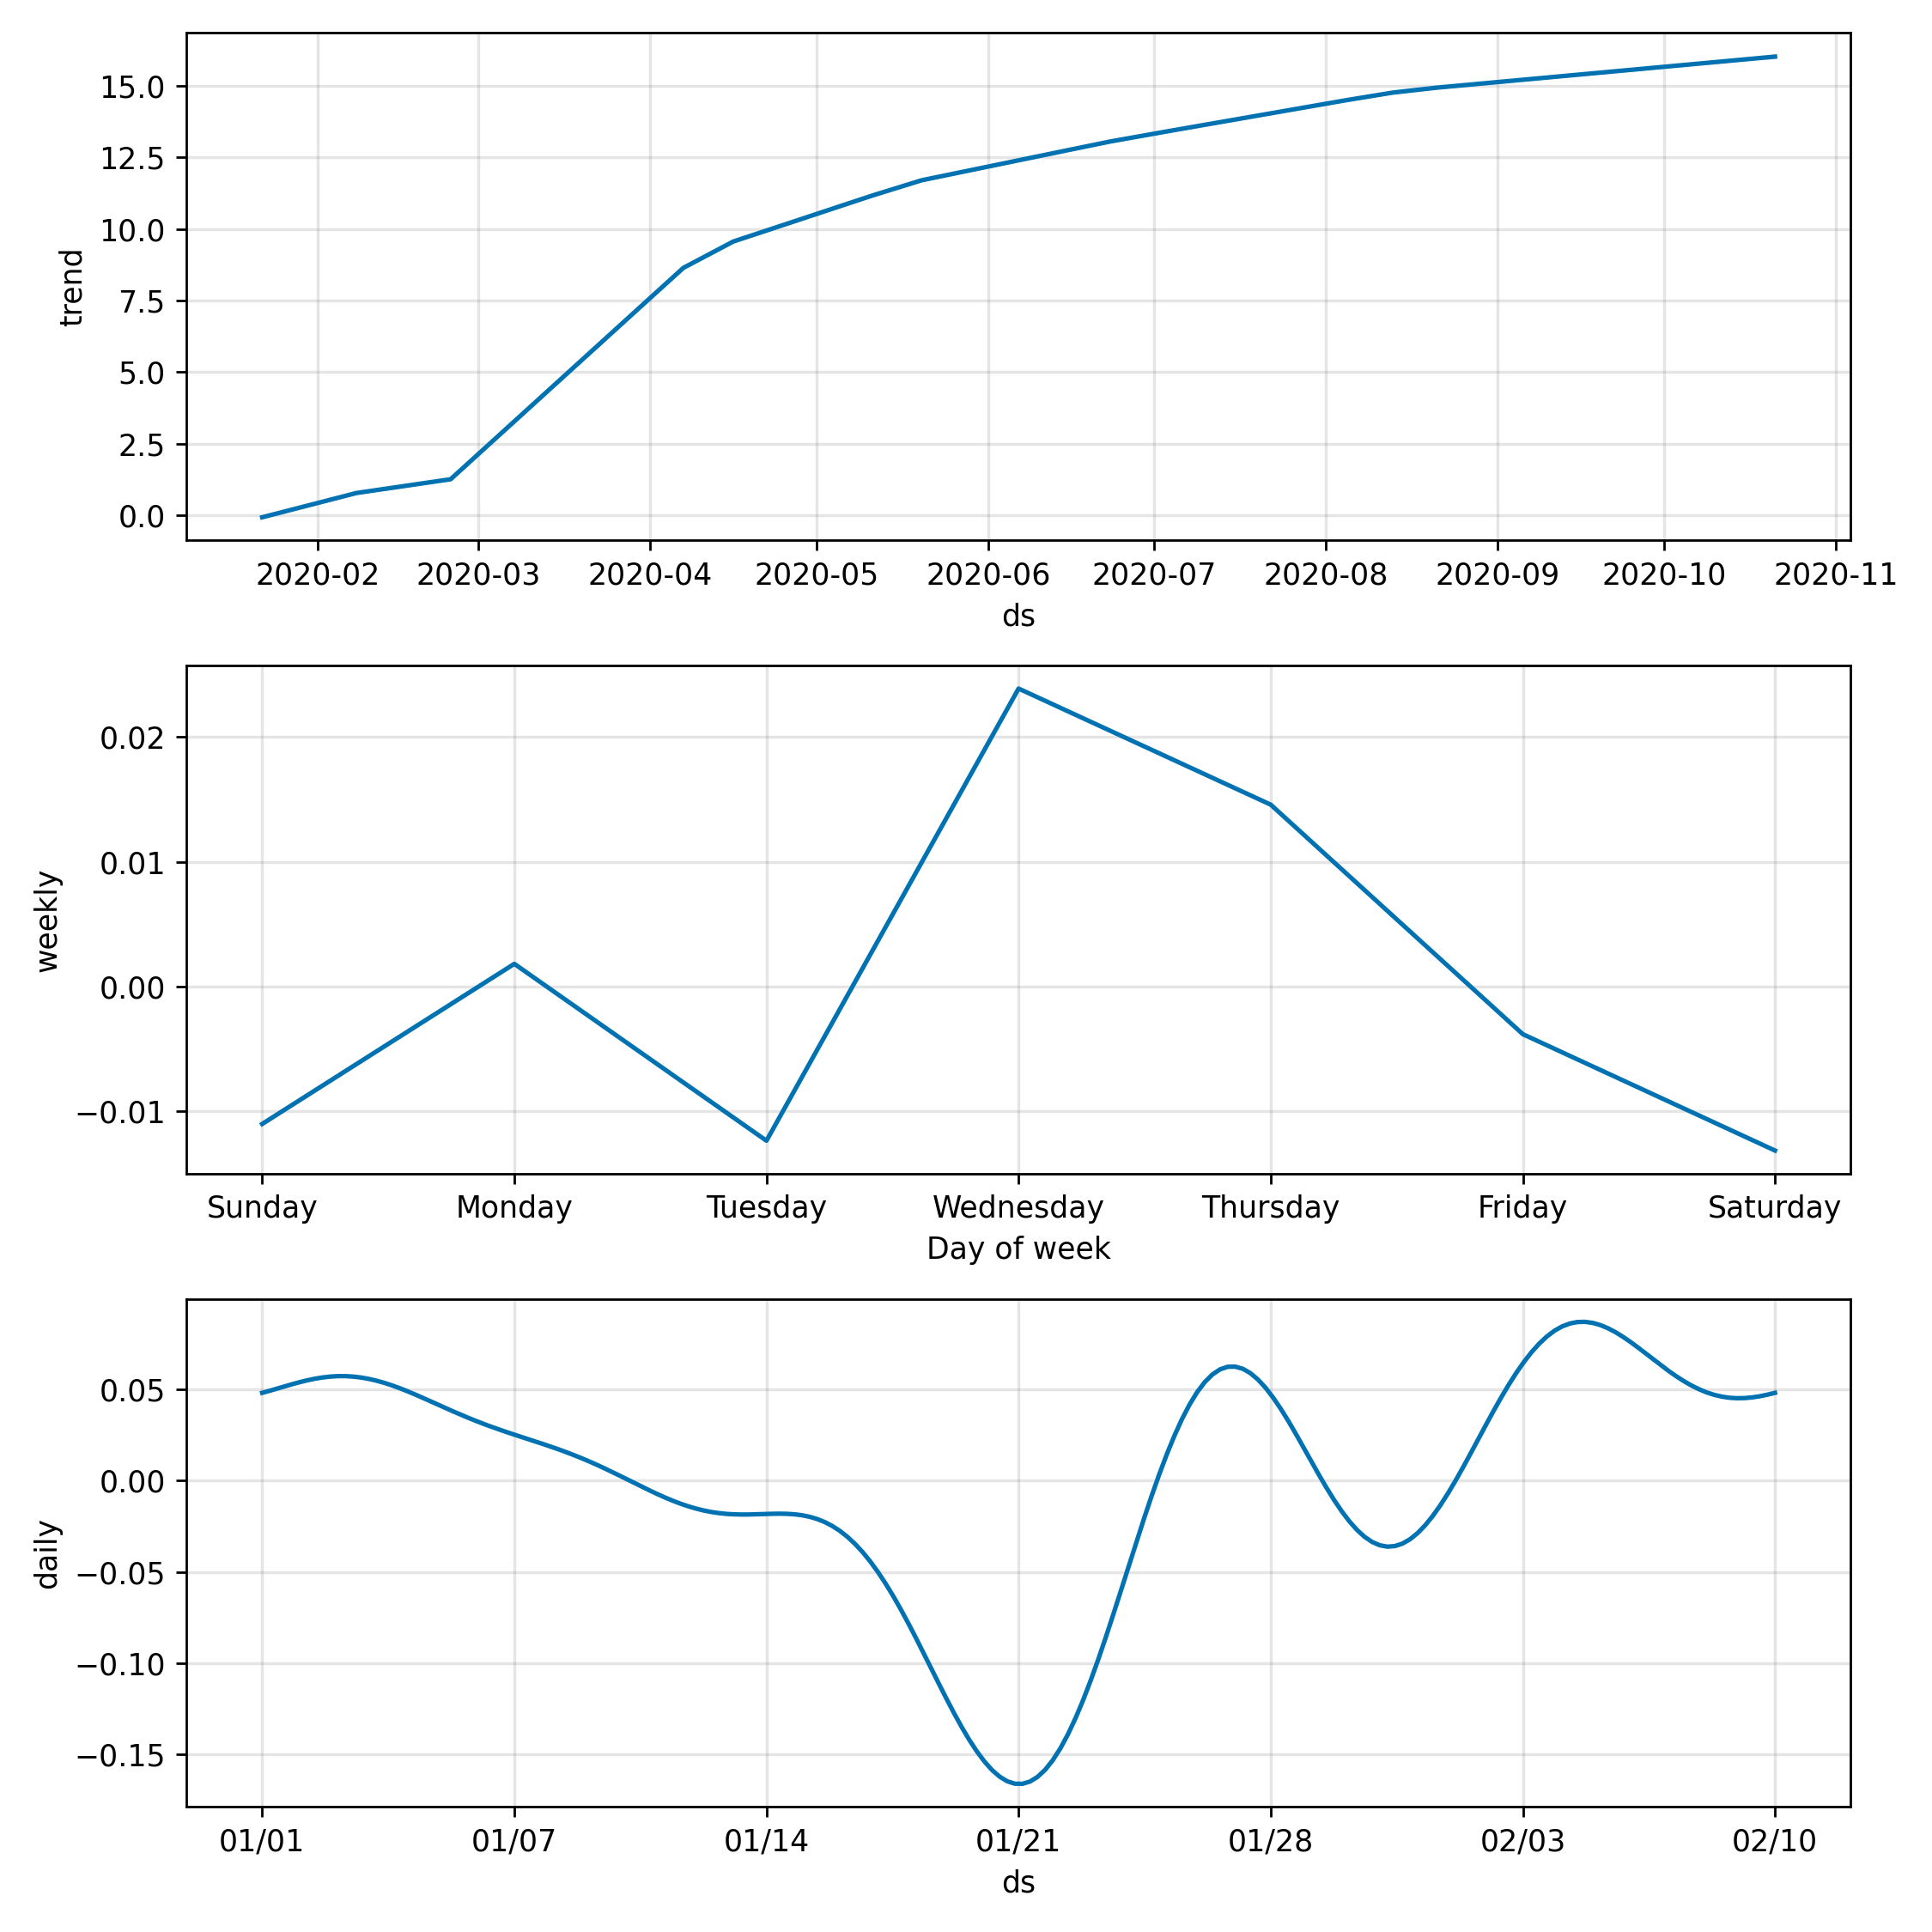 trend
15.0
12.5
10.0
7.5
5.0
2.5
0.0
2020-02 2020-03 2020-04 2020-05 2020-06 2020-07 2020-08 2020-09 2020-10 2020-11
ds
weekly
0.02
0.01
0.00
−0.01
Sunday Monday Tuesday Wednesday Thursday Friday Saturday
Day of week
daily
0.05
0.00
−0.05
−0.10
−0.15
01/01 01/07 01/14 01/21 01/28 02/03 02/10
ds